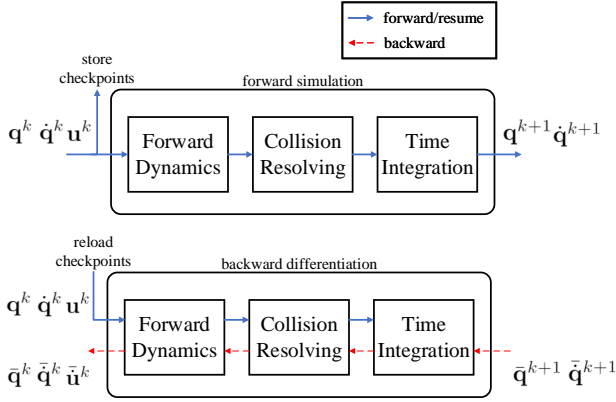 forward/resume
backward
store
checkpoints
forward simulation
q^k q̇^k u^k
Forward
Dynamics
Collision
Resolving
Time
Integration
q^{k+1} q̇^{k+1}
reload
checkpoints
backward differentiation
q^k q̇^k u^k
Forward
Dynamics
Collision
Resolving
Time
Integration
q̄^k q̇̄^k u̇̄^k
q̄^{k+1} q̇̄^{k+1}